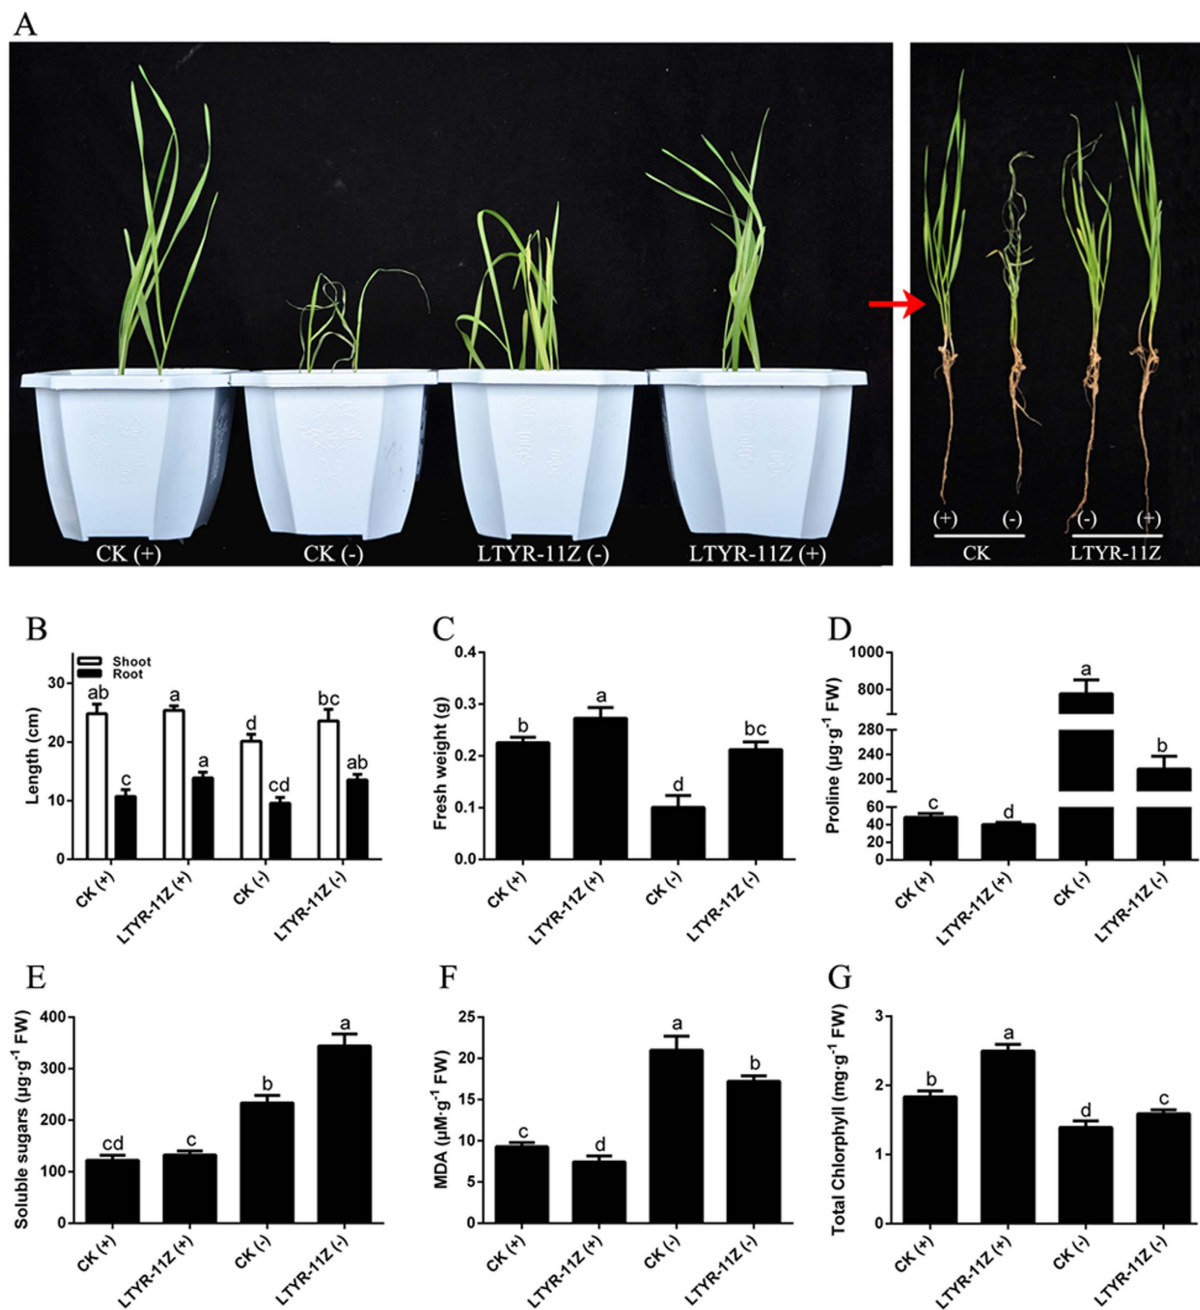 A
CK (+)
CK (-)
LTYR-11Z (-)
LTYR-11Z (+)
(+)
(-)
(-)
(+)
CK
LTYR-11Z
B
Shoot
Root
Length (cm)
30
20
10
0
ab
c
a
a
d
cd
bc
ab
CK (+)
LTYR-11Z (+)
CK (-)
LTYR-11Z (-)
C
Fresh weight (g)
0.4
0.3
0.2
0.1
0.0
b
a
d
bc
CK (+)
LTYR-11Z (+)
CK (-)
LTYR-11Z (-)
D
Proline (µg·g⁻¹ FW)
1000
800
280
240
200
60
40
20
0
c
d
a
b
CK (+)
LTYR-11Z (+)
CK (-)
LTYR-11Z (-)
E
Soluble sugars (µg·g⁻¹ FW)
400
300
200
100
0
cd
c
b
a
CK (+)
LTYR-11Z (+)
CK (-)
LTYR-11Z (-)
F
MDA (µM·g⁻¹ FW)
25
20
15
10
5
0
c
d
a
b
CK (+)
LTYR-11Z (+)
CK (-)
LTYR-11Z (-)
G
Total Chlorphyll (mg·g⁻¹ FW)
3
2
1
0
b
a
d
c
CK (+)
LTYR-11Z (+)
CK (-)
LTYR-11Z (-)